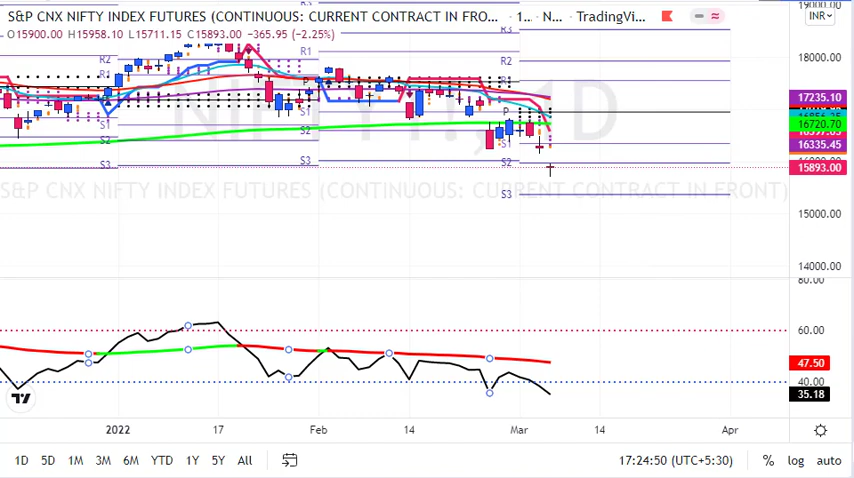 S&P CNX NIFTY INDEX FUTURES (CONTINUOUS: CURRENT CONTRACT IN FRO... · 1... · N... · TradingVi...
INR
O15900.00 H15958.10 L15711.15 C15893.00 -365.95 (-2.25%)
19000.00
18000.00
17235.10
16720.70
16335.45
15893.00
15000.00
14000.00
R3
R2
R1
P
S1
S2
S3
R2
R1
S1
S2
S3
R1
P
S1
S2
S3
S&P CNX NIFTY INDEX FUTURES (CONTINUOUS: CURRENT CONTRACT IN FRONT)
80.00
60.00
47.50
40.00
35.18
2022 17 Feb 14 Mar 14 Apr
1D 5D 1M 3M 6M YTD 1Y 5Y All 17:24:50 (UTC+5:30) % log auto